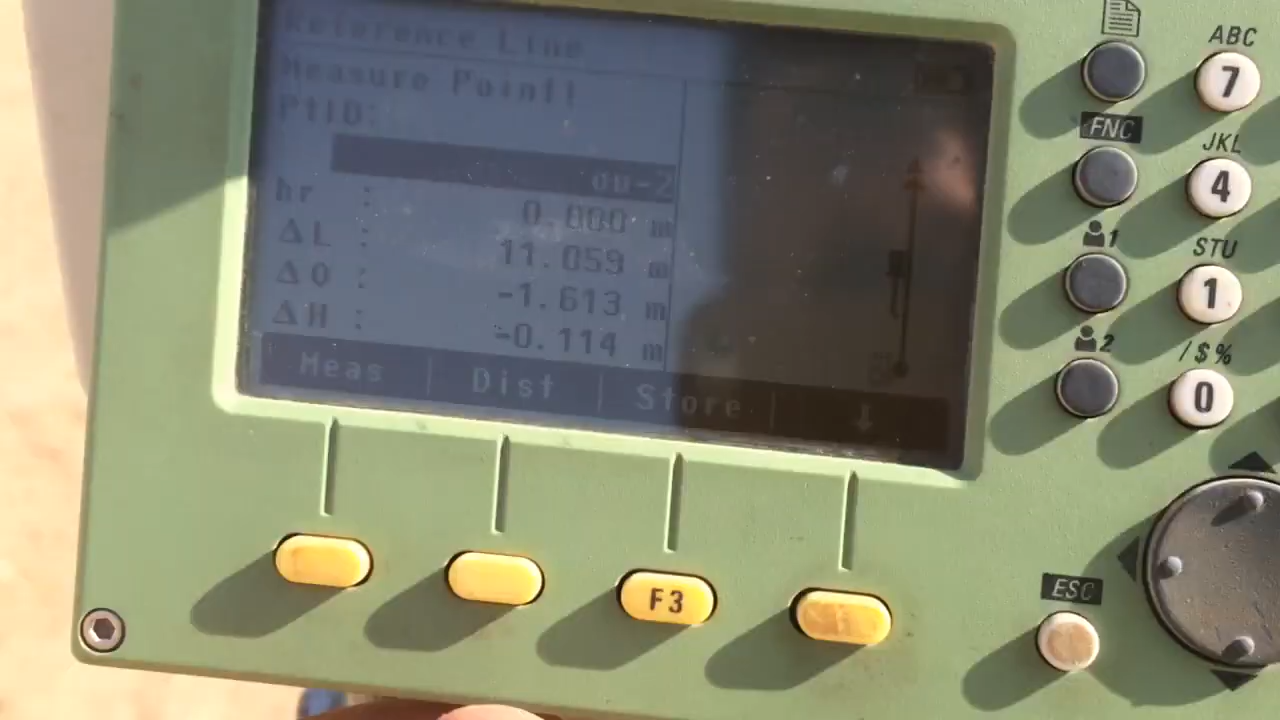 Reference Line
Measure Point!
PtID:
hr : 0.000 m
ΔL : 11.059 m
ΔO : -1.613 m
ΔH : -0.114 m
Meas Dist Store ↓
F3
ABC
7
FNC
JKL
4
1
STU
1
2
/$%
0
ESC